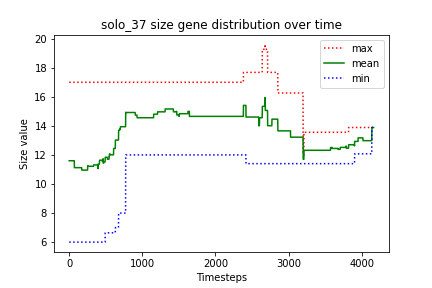 solo_37 size gene distribution over time
max
mean
min
Size value
20
18
16
14
12
10
8
6
0
1000
2000
3000
4000
Timesteps